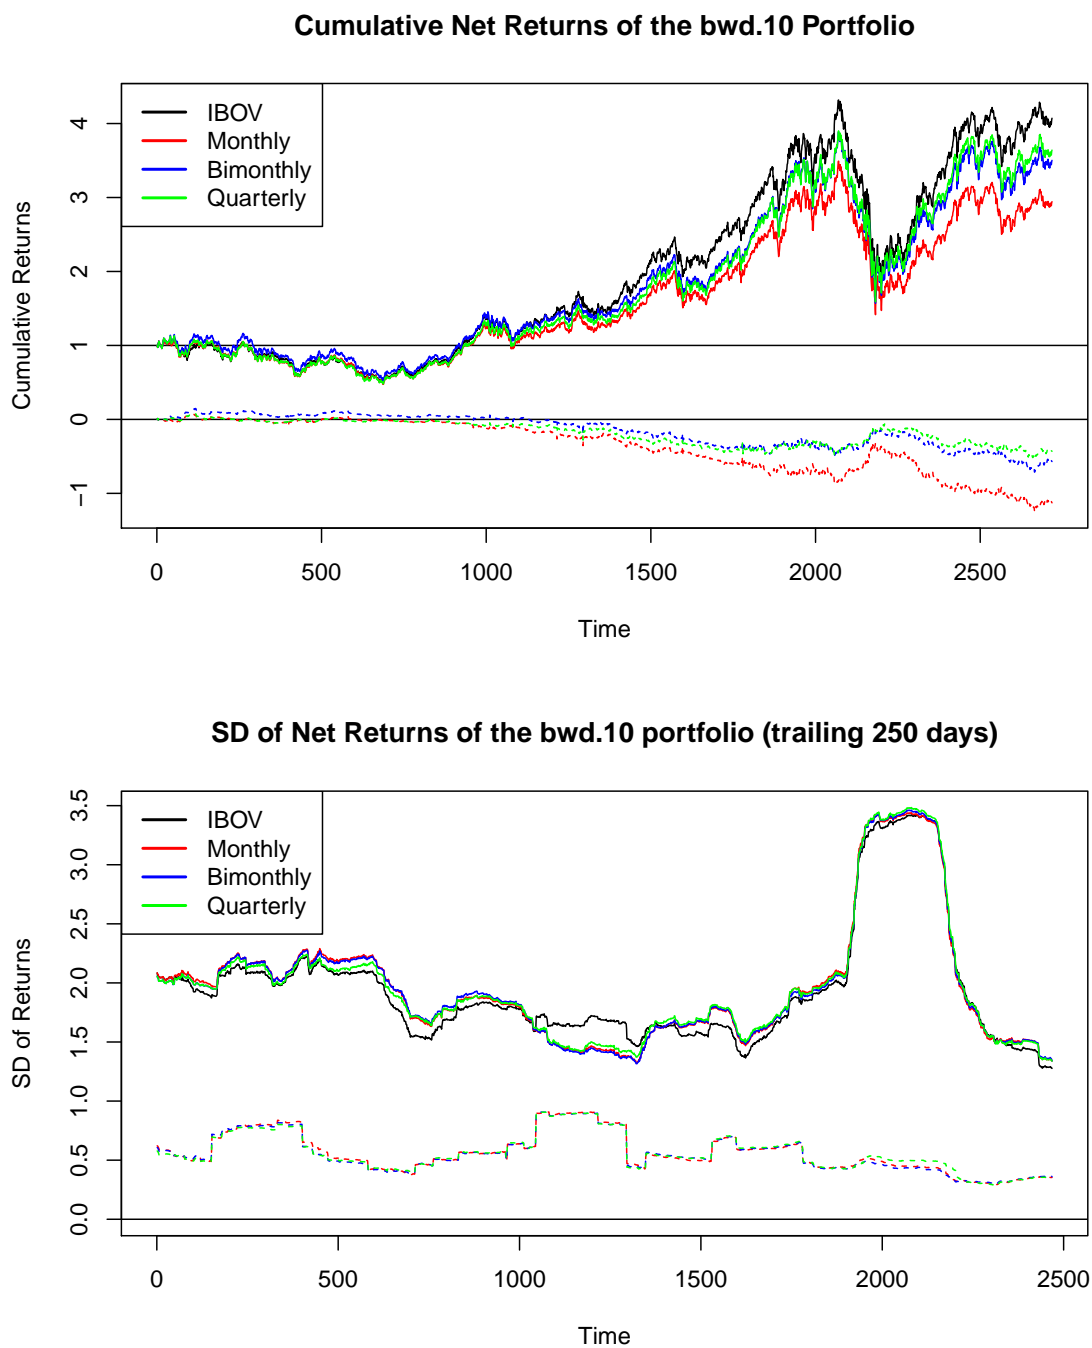 Cumulative Net Returns of the bwd.10 Portfolio
IBOV
Monthly
Bimonthly
Quarterly
Cumulative Returns
4
3
2
1
0
−1
0 500 1000 1500 2000 2500
Time
SD of Net Returns of the bwd.10 portfolio (trailing 250 days)
IBOV
Monthly
Bimonthly
Quarterly
SD of Returns
3.5
3.0
2.5
2.0
1.5
1.0
0.5
0.0
0 500 1000 1500 2000 2500
Time